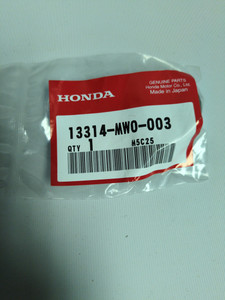 GENUINE PARTS
Honda Motor Co., Ltd.
Made in Japan
HONDA
13314-MW0-003
QTY 1 M5C25